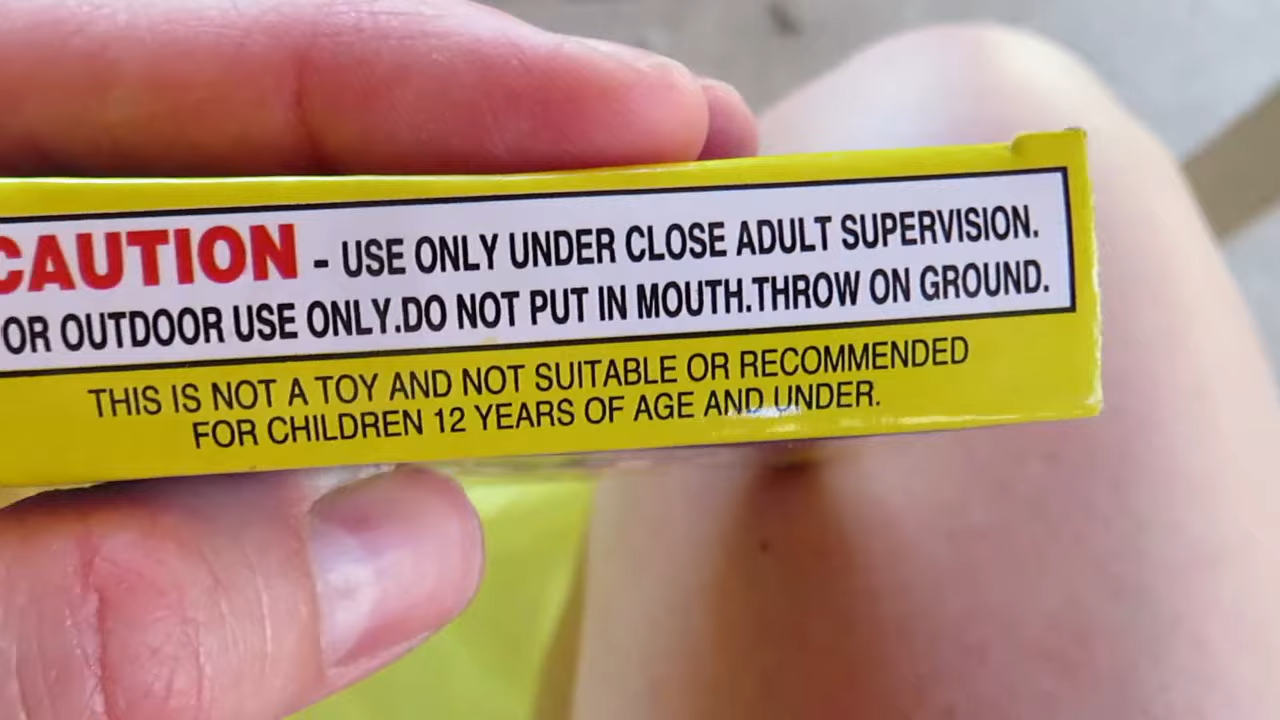 CAUTION - USE ONLY UNDER CLOSE ADULT SUPERVISION.
OR OUTDOOR USE ONLY.DO NOT PUT IN MOUTH.THROW ON GROUND.
THIS IS NOT A TOY AND NOT SUITABLE OR RECOMMENDED
FOR CHILDREN 12 YEARS OF AGE AND UNDER.